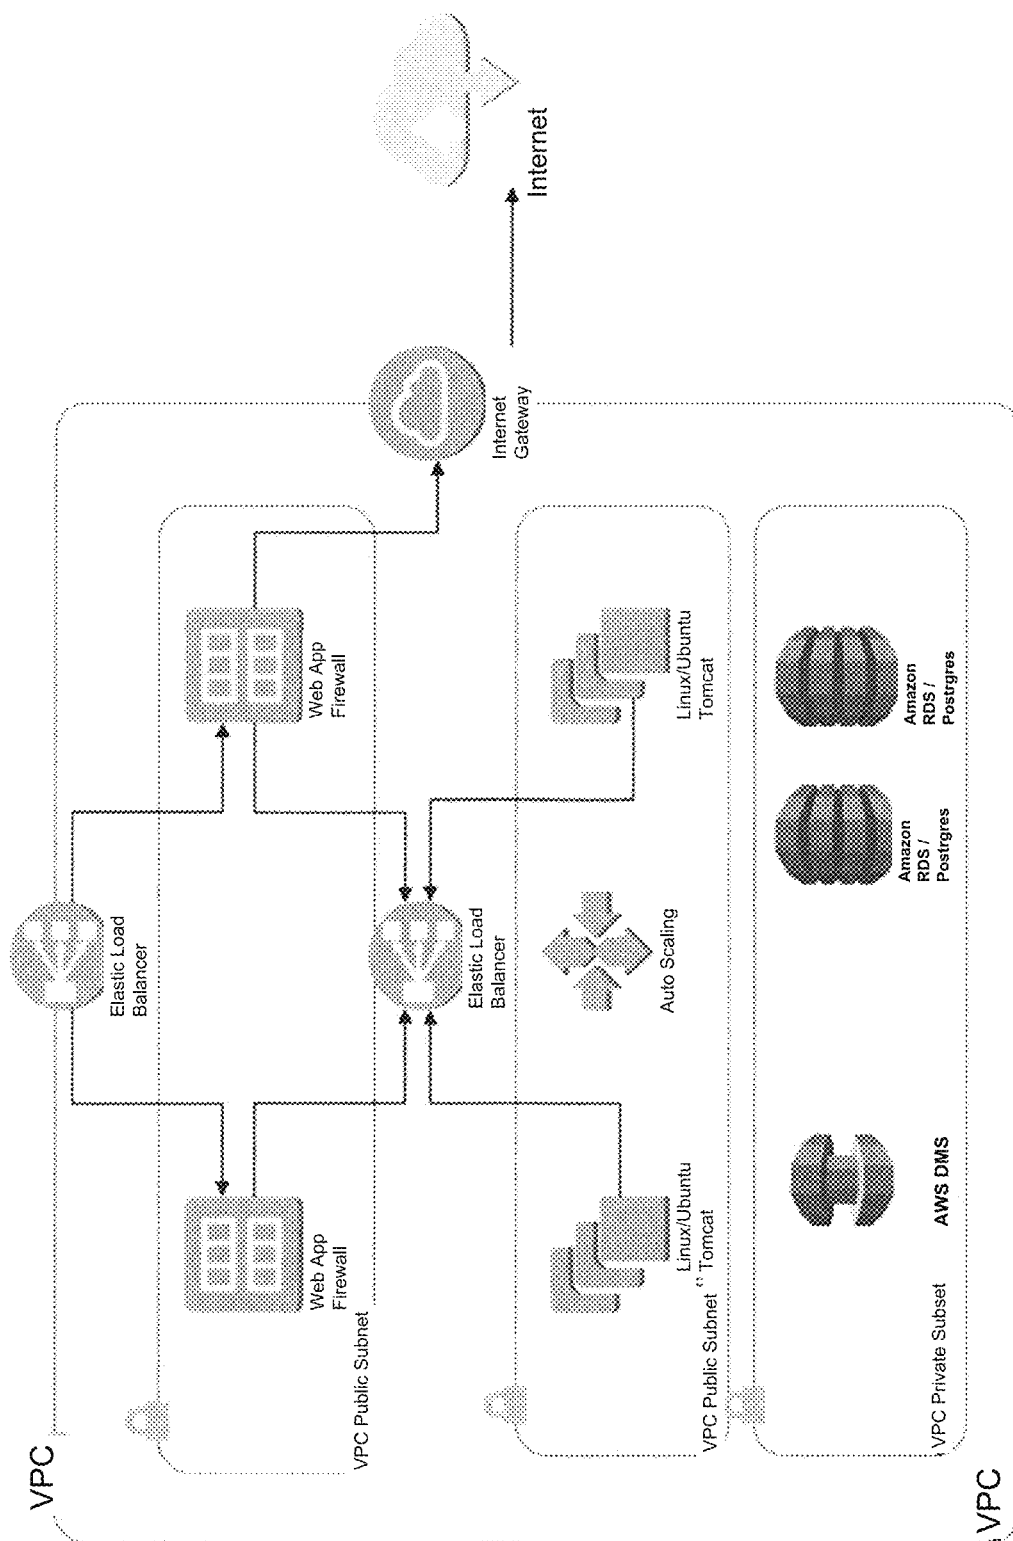 VPC
Elastic Load
Balancer
Web App
Firewall
Web App
Firewall
VPC Public Subnet
Internet
Gateway
Internet
Elastic Load
Balancer
Linux/Ubuntu
Tomcat
Auto Scaling
Linux/Ubuntu
Tomcat
VPC Public Subnet
AWS DMS
Amazon
RDS /
Postrgres
Amazon
RDS /
Postrgres
VPC Private Subset
VPC